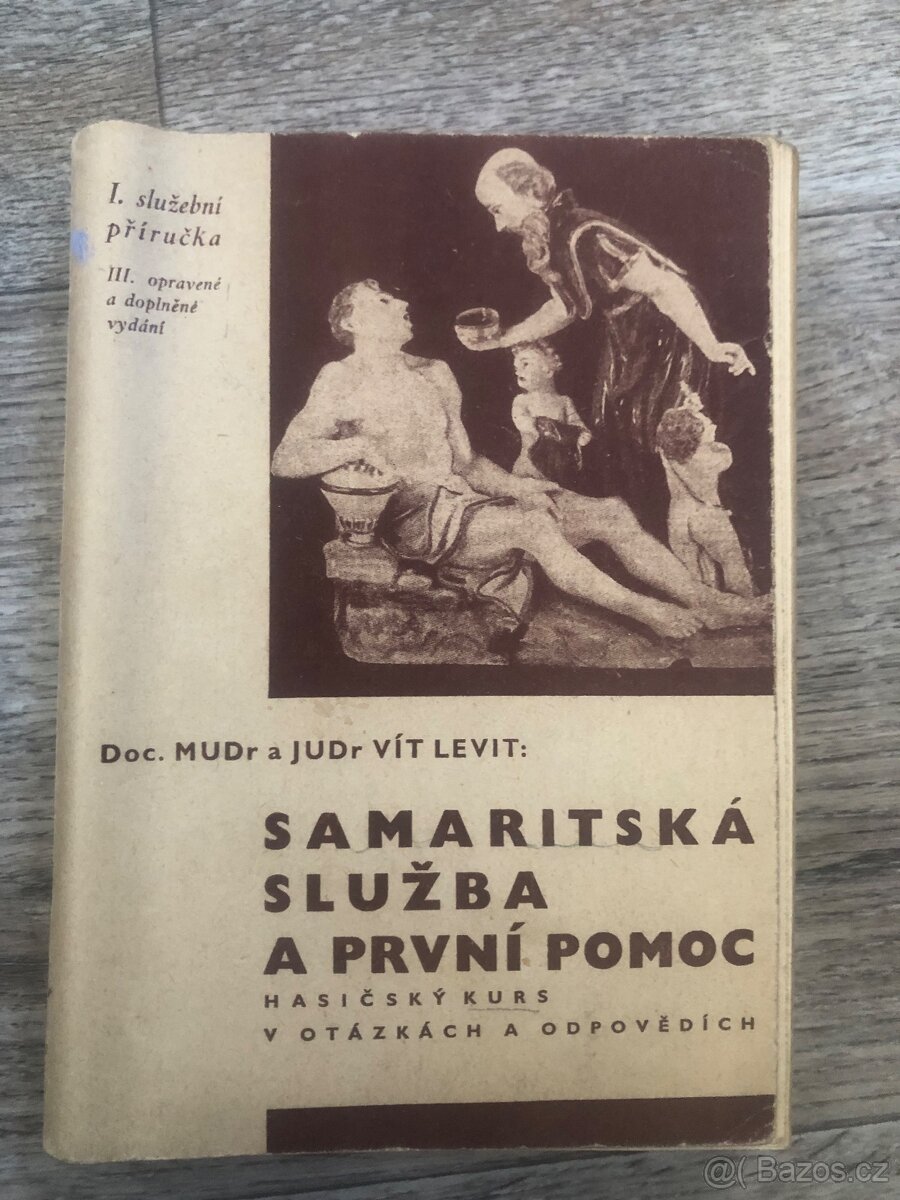 I. služební
příručka
III. opravené
a doplněné
vydání
Doc. MUDr a JUDr VÍT LEVIT:
SAMARITSKÁ
SLUŽBA
A PRVNÍ POMOC
HASIČSKÝ KURS
V OTÁZKÁCH A ODPOVĚDÍCH
@( Bazos.cz